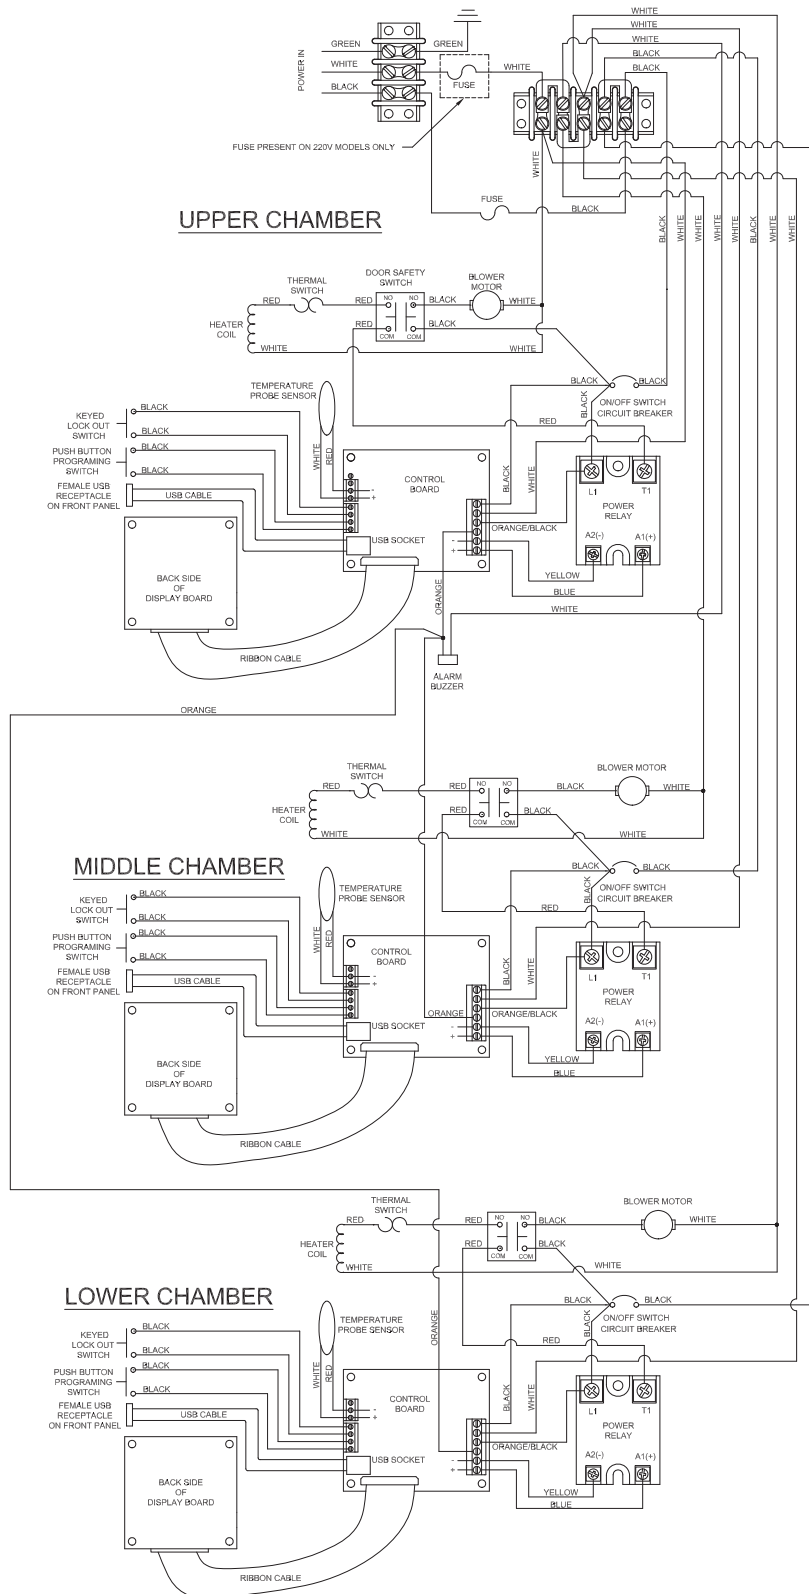 WHITE
WHITE
WHITE
BLACK
BLACK
POWER IN
GREEN
GREEN
WHITE
BLACK
FUSE
WHITE
FUSE PRESENT ON 220V MODELS ONLY
WHITE
FUSE
BLACK
BLACK
WHITE
WHITE
WHITE
WHITE
BLACK
WHITE
WHITE
UPPER CHAMBER
THERMAL
SWITCH
DOOR SAFETY
SWITCH
BLOWER
MOTOR
RED
RED
NO
NO
BLACK
WHITE
HEATER
COIL
RED
COM
COM
BLACK
WHITE
WHITE
TEMPERATURE
PROBE SENSOR
BLACK
BLACK
BLACK
ON/OFF SWITCH
CIRCUIT BREAKER
RED
KEYED
LOCK OUT
SWITCH
BLACK
BLACK
PUSH BUTTON
PROGRAMING
SWITCH
BLACK
BLACK
FEMALE USB
RECEPTACLE
ON FRONT PANEL
USB CABLE
WHITE
RED
-
+
CONTROL
BOARD
BLACK
WHITE
L1
T1
POWER
RELAY
ORANGE/BLACK
USB SOCKET
-
+
A2(-)
A1(+)
YELLOW
BLUE
ORANGE
WHITE
BACK SIDE
OF
DISPLAY BOARD
RIBBON CABLE
ALARM
BUZZER
ORANGE
THERMAL
SWITCH
BLOWER MOTOR
RED
RED
NO
NO
BLACK
WHITE
HEATER
COIL
RED
COM
COM
BLACK
WHITE
WHITE
MIDDLE CHAMBER
TEMPERATURE
PROBE SENSOR
BLACK
BLACK
BLACK
ON/OFF SWITCH
CIRCUIT BREAKER
RED
KEYED
LOCK OUT
SWITCH
BLACK
BLACK
PUSH BUTTON
PROGRAMING
SWITCH
BLACK
BLACK
FEMALE USB
RECEPTACLE
ON FRONT PANEL
USB CABLE
WHITE
RED
-
+
CONTROL
BOARD
BLACK
WHITE
L1
T1
POWER
RELAY
ORANGE
ORANGE/BLACK
USB SOCKET
-
+
A2(-)
A1(+)
YELLOW
BLUE
BACK SIDE
OF
DISPLAY BOARD
RIBBON CABLE
THERMAL
SWITCH
BLOWER MOTOR
RED
RED
NO
NO
BLACK
WHITE
HEATER
COIL
RED
COM
COM
BLACK
WHITE
WHITE
LOWER CHAMBER
TEMPERATURE
PROBE SENSOR
ORANGE
BLACK
BLACK
BLACK
ON/OFF SWITCH
CIRCUIT BREAKER
RED
KEYED
LOCK OUT
SWITCH
BLACK
BLACK
PUSH BUTTON
PROGRAMING
SWITCH
BLACK
BLACK
FEMALE USB
RECEPTACLE
ON FRONT PANEL
USB CABLE
WHITE
RED
-
+
CONTROL
BOARD
BLACK
WHITE
L1
T1
POWER
RELAY
ORANGE/BLACK
USB SOCKET
-
+
A2(-)
A1(+)
YELLOW
BLUE
BACK SIDE
OF
DISPLAY BOARD
RIBBON CABLE